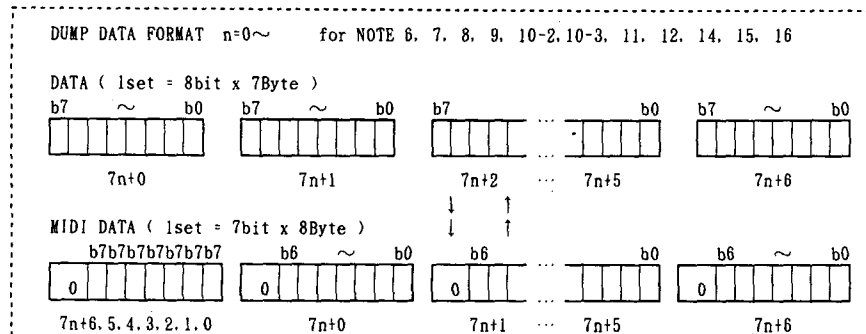 DUMP DATA FORMAT n=0～ for NOTE 6, 7, 8, 9, 10-2, 10-3, 11, 12, 14, 15, 16
DATA ( 1set = 8bit x 7Byte )
b7 ～ b0 b7 ～ b0 b7 b0 b7 ～ b0
...
...
7n+0 7n+1 7n+2 ... 7n+5 7n+6
↓ ↑
MIDI DATA ( 1set = 7bit x 8Byte ) ↓ ↑
b7b7b7b7b7b7b7 b6 ～ b0 b6 b0 b6 ～ b0
...
0 0 0 0
...
7n+6, 5, 4, 3, 2, 1, 0 7n+0 7n+1 ... 7n+5 7n+6